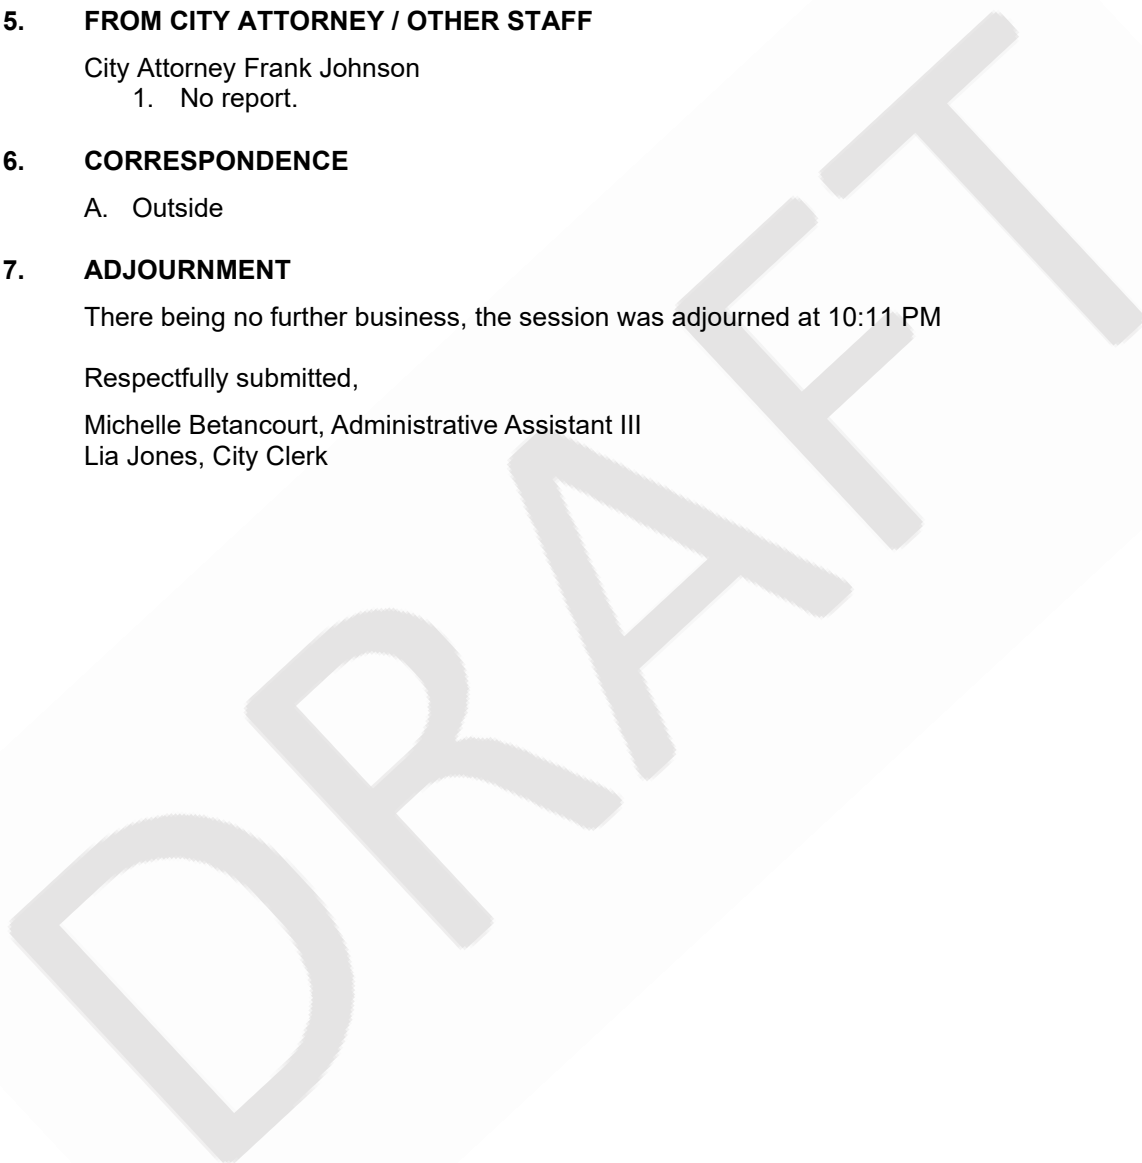 5. FROM CITY ATTORNEY / OTHER STAFF
City Attorney Frank Johnson
1. No report.
6. CORRESPONDENCE
A. Outside
7. ADJOURNMENT
There being no further business, the session was adjourned at 10:11 PM
Respectfully submitted,
Michelle Betancourt, Administrative Assistant III
Lia Jones, City Clerk
DRAFT